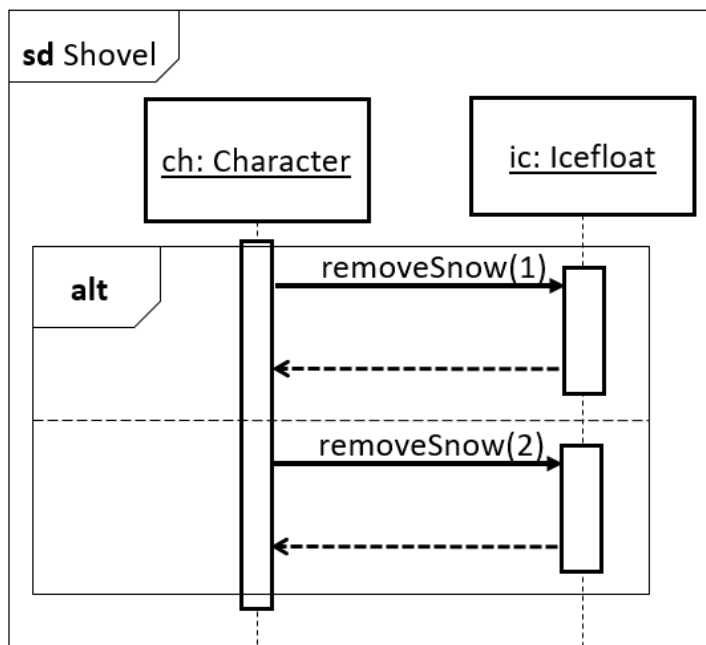 sd Shovel
ch: Character
ic: Icefloat
alt
removeSnow(1)
removeSnow(2)